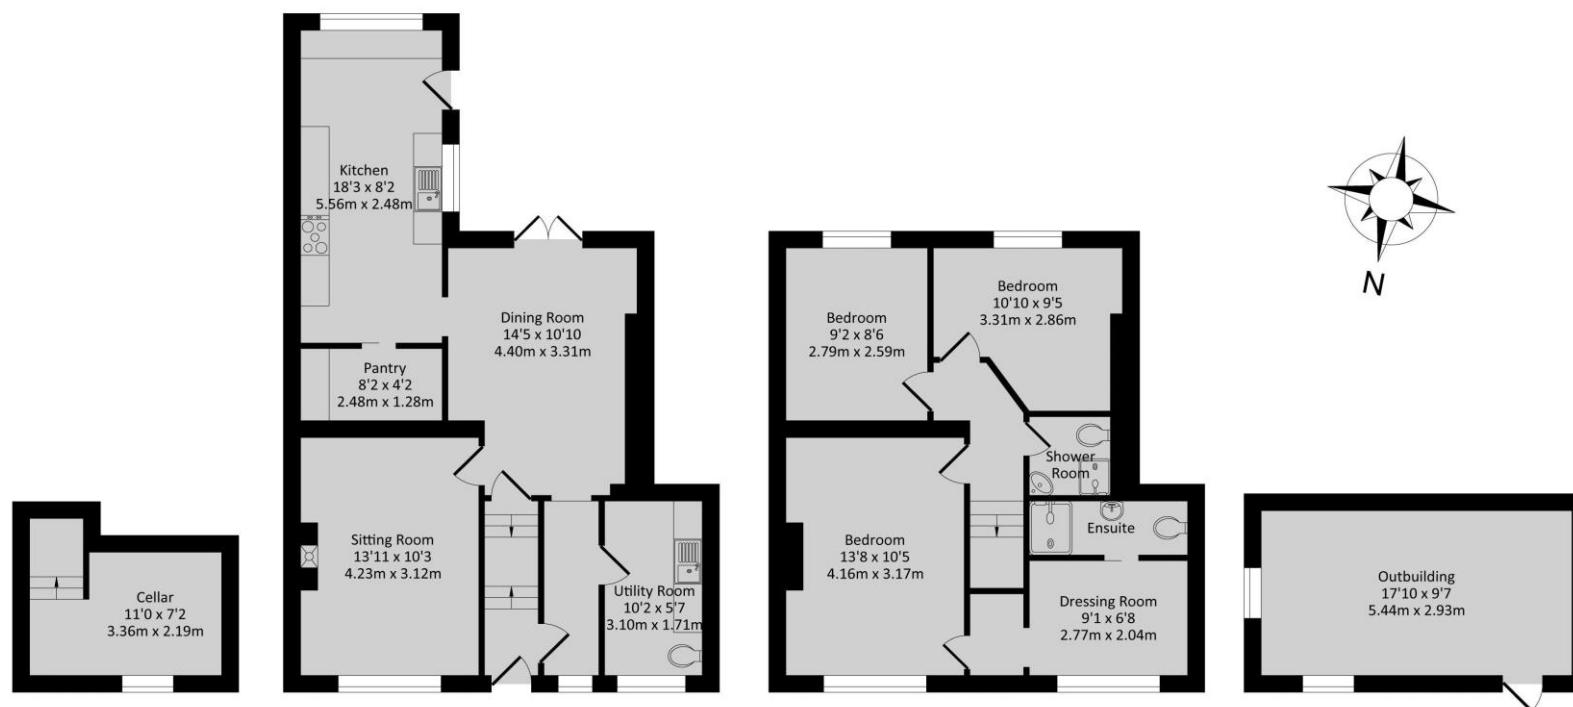 Kitchen
18'3 x 8'2
5.56m x 2.48m
Dining Room
14'5 x 10'10
4.40m x 3.31m
Pantry
8'2 x 4'2
2.48m x 1.28m
Sitting Room
13'11 x 10'3
4.23m x 3.12m
Utility Room
10'2 x 5'7
3.10m x 1.71m
Cellar
11'0 x 7'2
3.36m x 2.19m
Bedroom
9'2 x 8'6
2.79m x 2.59m
Bedroom
10'10 x 9'5
3.31m x 2.86m
Shower
Room
Ensuite
Bedroom
13'8 x 10'5
4.16m x 3.17m
Dressing Room
9'1 x 6'8
2.77m x 2.04m
N
Outbuilding
17'10 x 9'7
5.44m x 2.93m